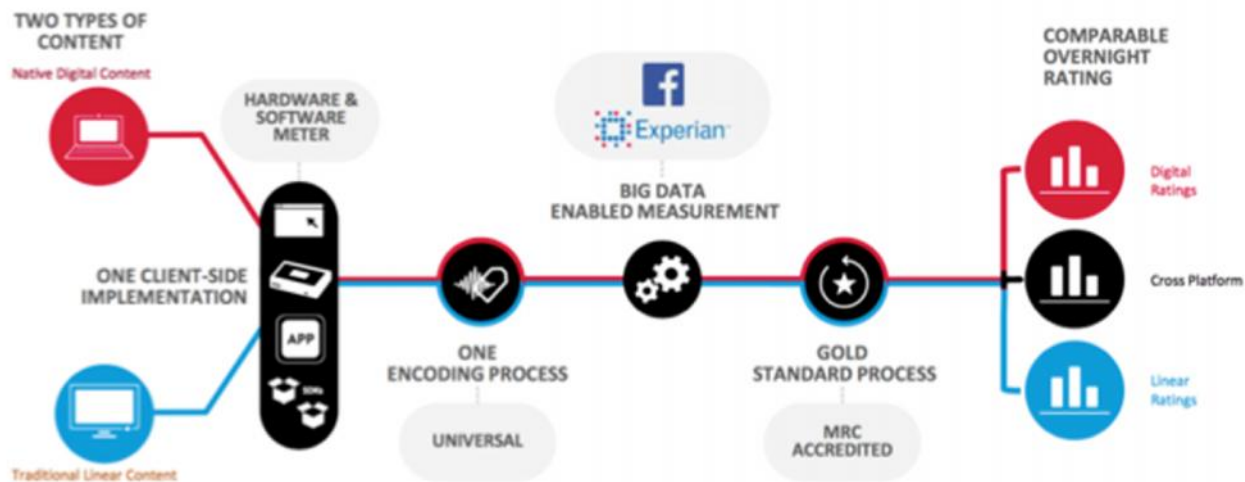 TWO TYPES OF
CONTENT
Native Digital Content
HARDWARE &
SOFTWARE
METER
ONE CLIENT-SIDE
IMPLEMENTATION
APP
SDKs
Traditional Linear Content
ONE
ENCODING PROCESS
UNIVERSAL
f
Experian
BIG DATA
ENABLED MEASUREMENT
GOLD
STANDARD PROCESS
MRC
ACCREDITED
COMPARABLE
OVERNIGHT
RATING
Digital
Ratings
Cross Platform
Linear
Ratings